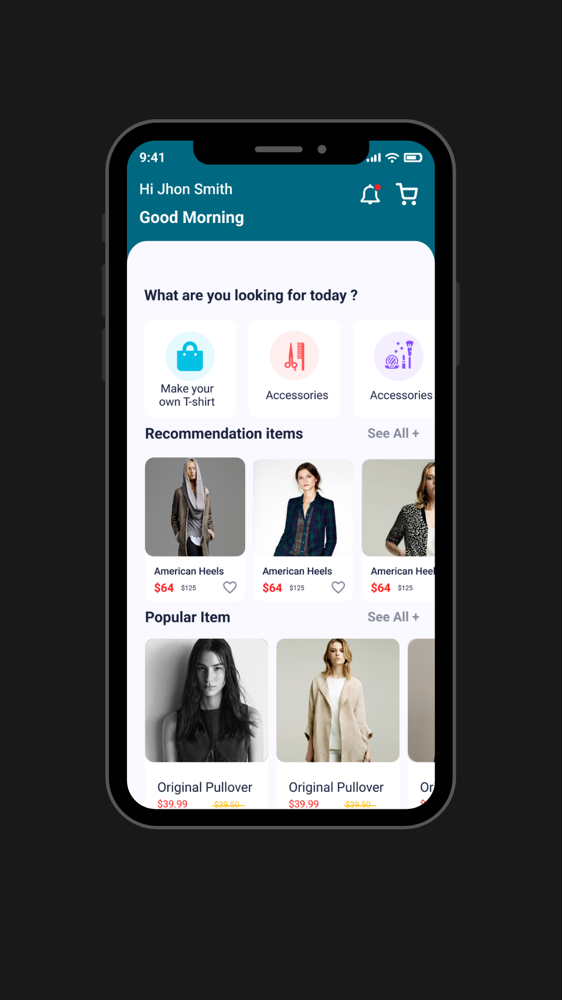 9:41
Hi Jhon Smith
Good Morning
What are you looking for today ?
Make your
own T-shirt
Accessories
Accessories
Recommendation items
See All +
American Heels
American Heels
American Heel
$64 $125
$64 $125
$64 $125
Popular Item
See All +
Original Pullover
Original Pullover
Ori
$39.99 $39.50
$39.99 $39.50
$